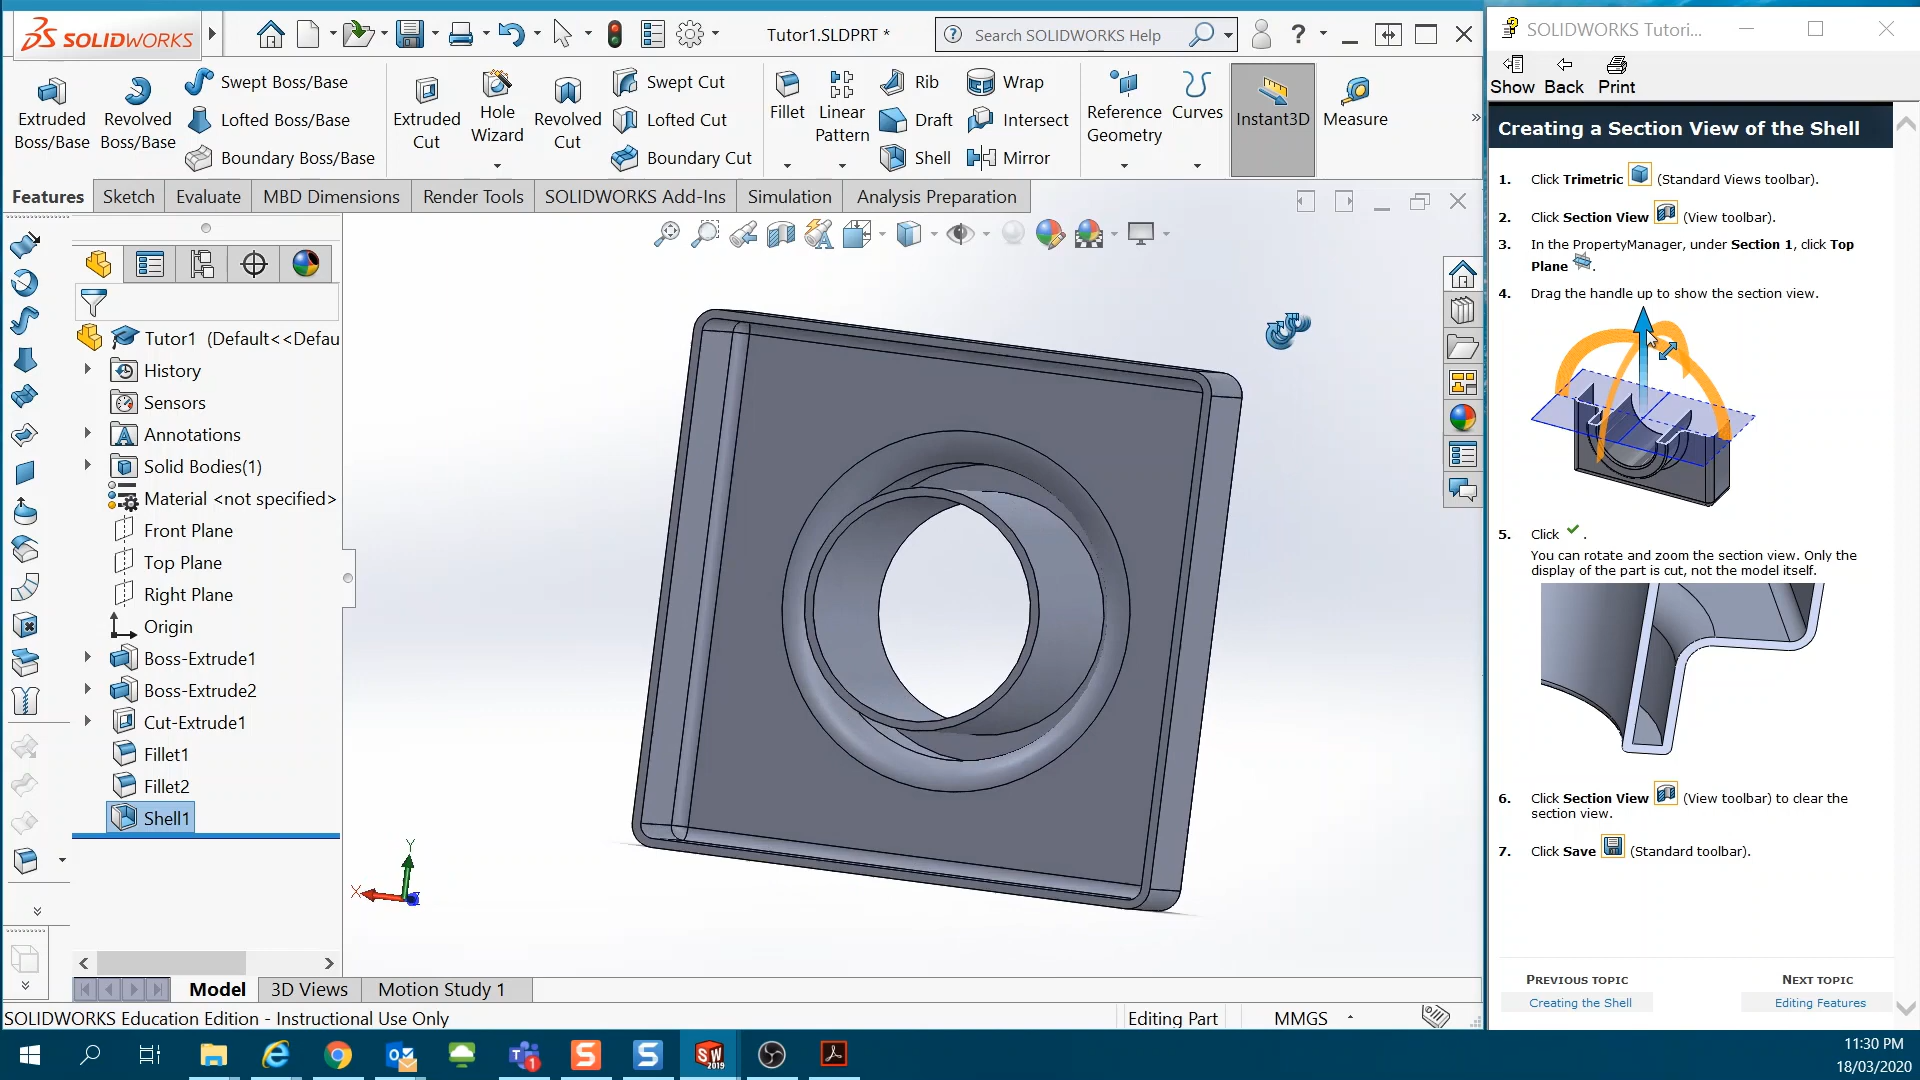 SOLIDWORKS
Tutor1.SLDPRT *
Search SOLIDWORKS Help
?
SOLIDWORKS Tutori...
Show Back Print
Extruded
Boss/Base
Revolved
Boss/Base
Swept Boss/Base
Lofted Boss/Base
Boundary Boss/Base
Extruded
Cut
Hole
Wizard
Revolved
Cut
Swept Cut
Lofted Cut
Boundary Cut
Fillet
Linear
Pattern
Rib
Draft
Shell
Wrap
Intersect
Mirror
Reference
Geometry
Curves
Instant3D
Measure
Features Sketch Evaluate MBD Dimensions Render Tools SOLIDWORKS Add-Ins Simulation Analysis Preparation
Tutor1 (Default<<Defau
History
Sensors
Annotations
Solid Bodies(1)
Material <not specified>
Front Plane
Top Plane
Right Plane
Origin
Boss-Extrude1
Boss-Extrude2
Cut-Extrude1
Fillet1
Fillet2
Shell1
Y
X
Model 3D Views Motion Study 1
SOLIDWORKS Education Edition - Instructional Use Only
Editing Part
MMGS
Creating a Section View of the Shell
1. Click Trimetric (Standard Views toolbar).
2. Click Section View (View toolbar).
3. In the PropertyManager, under Section 1, click Top
Plane .
4. Drag the handle up to show the section view.
5. Click .
You can rotate and zoom the section view. Only the
display of the part is cut, not the model itself.
6. Click Section View (View toolbar) to clear the
section view.
7. Click Save (Standard toolbar).
PREVIOUS TOPIC
Creating the Shell
NEXT TOPIC
Editing Features
11:30 PM
18/03/2020